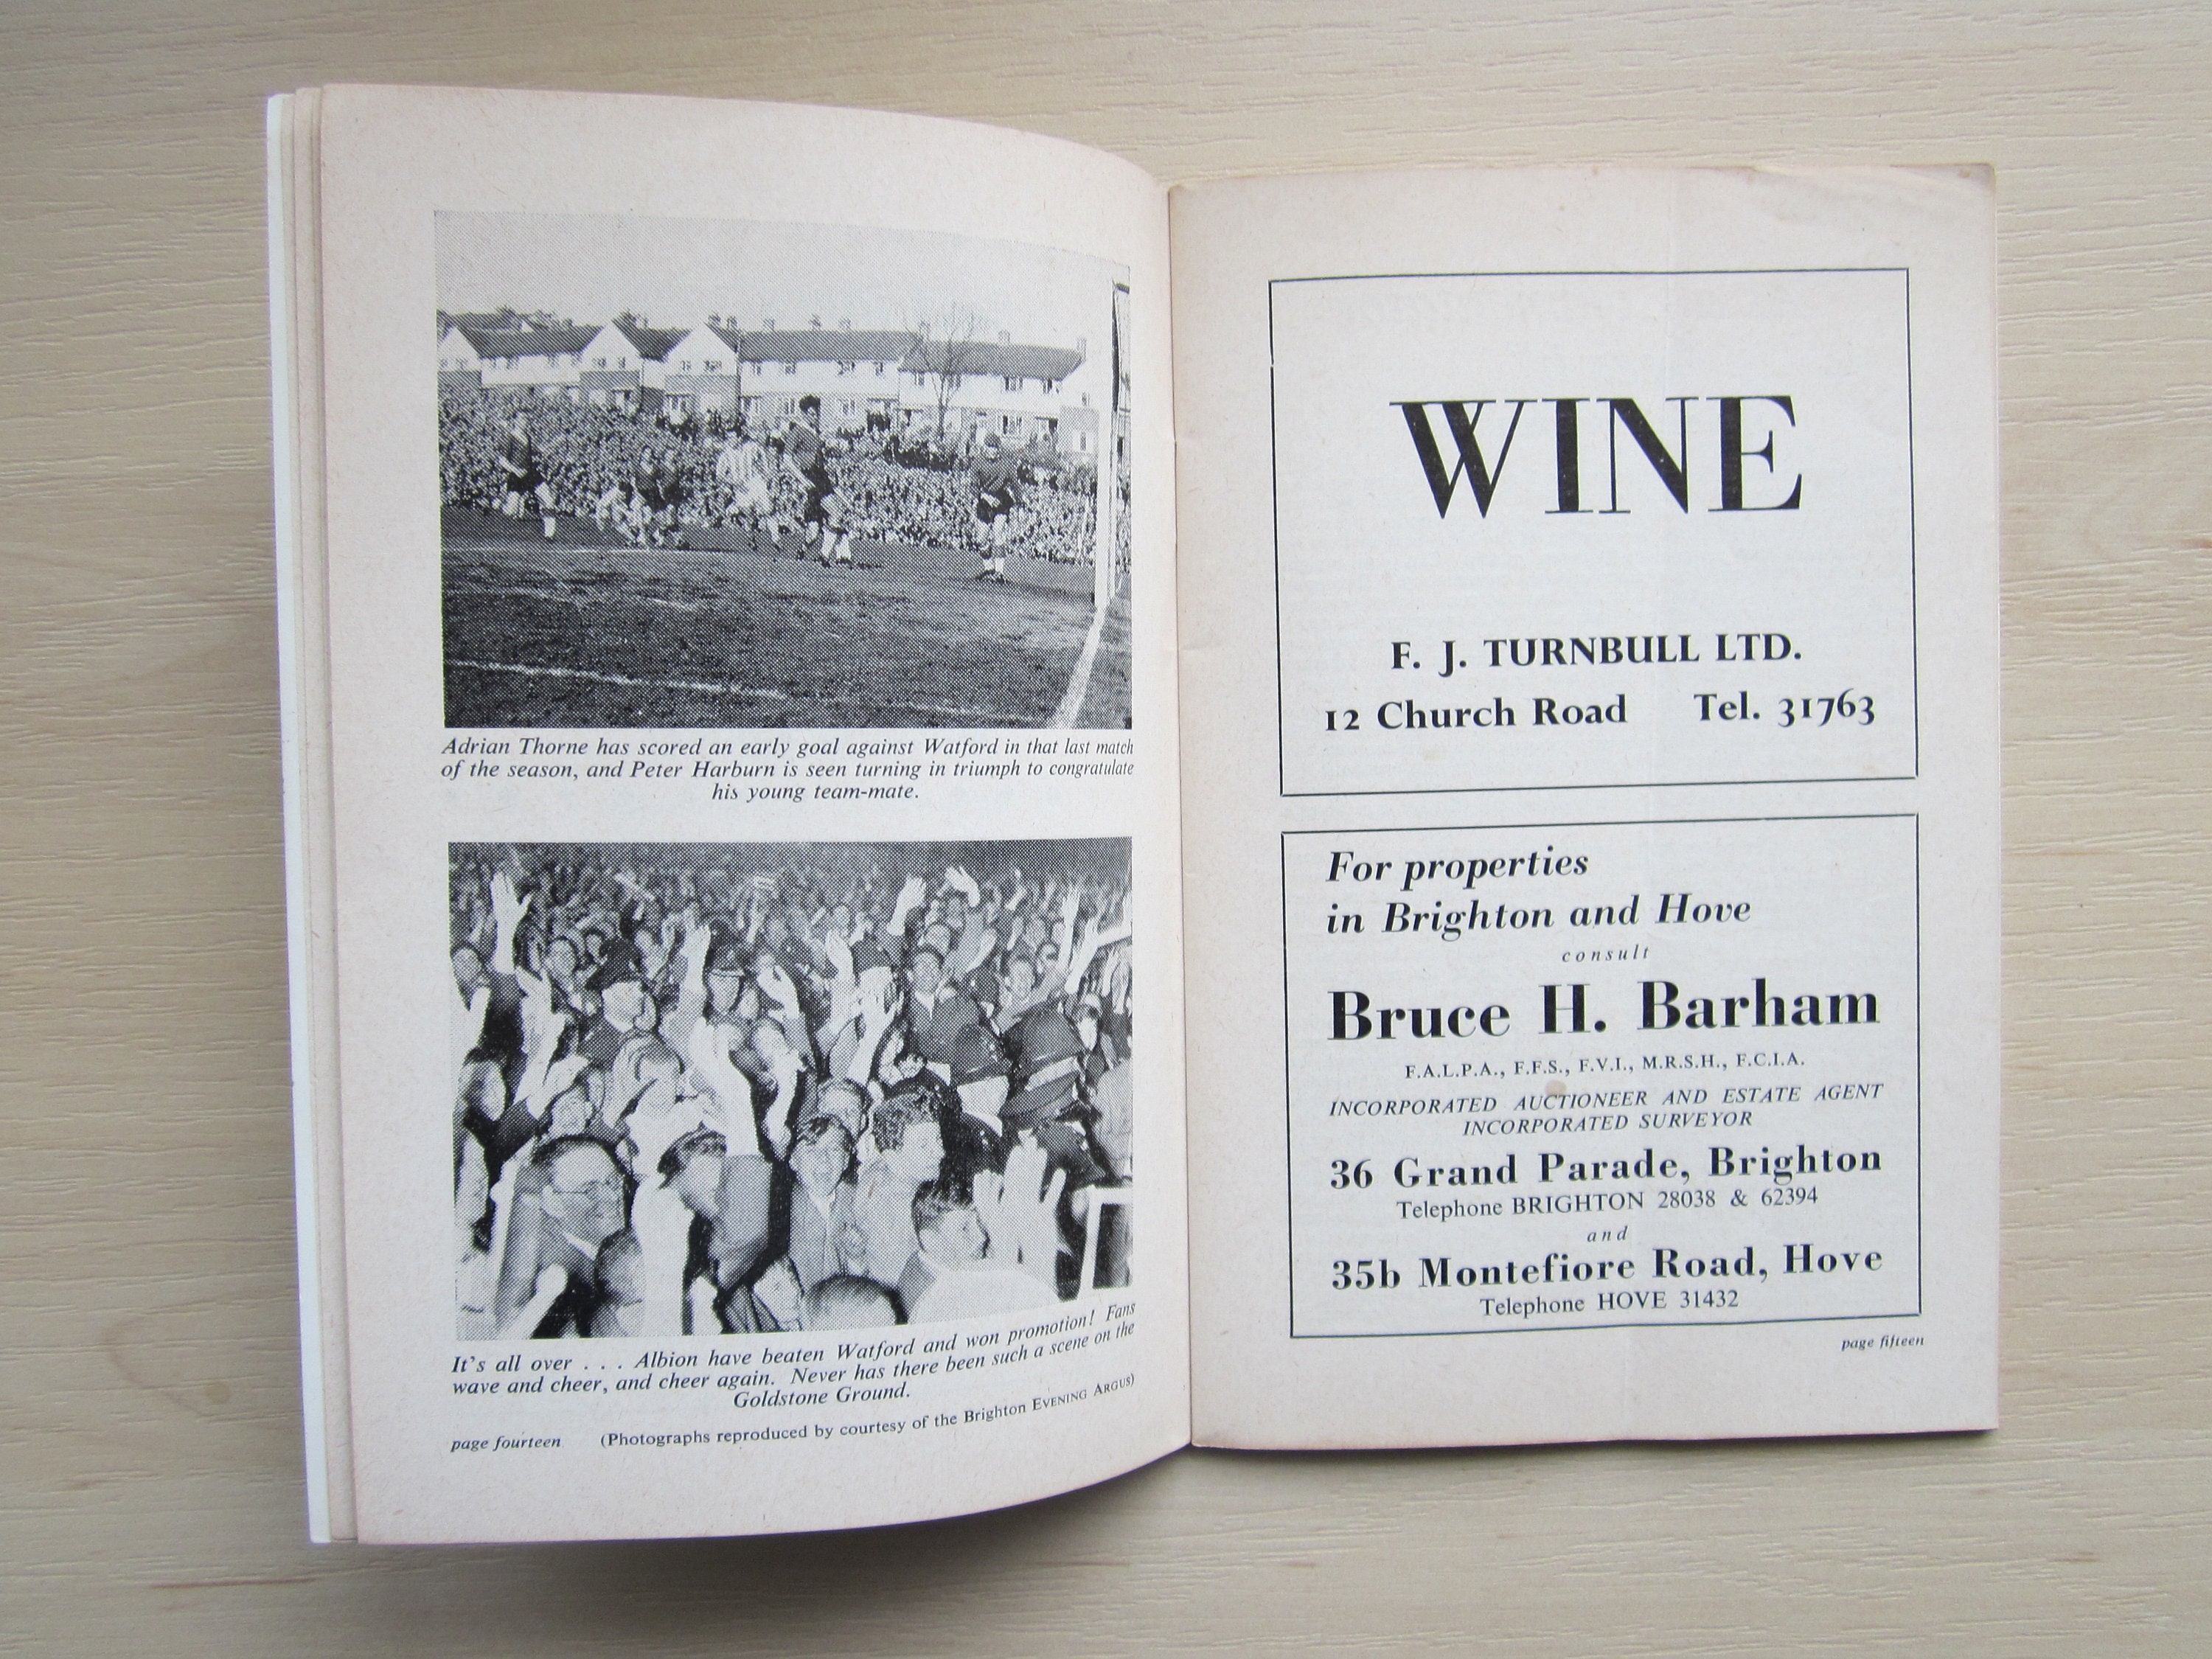 Adrian Thorne has scored an early goal against Watford in that last match
of the season, and Peter Harburn is seen turning in triumph to congratulate
his young team-mate.
It's all over . . . Albion have beaten Watford and won promotion! Fans
wave and cheer, and cheer again. Never has there been such a scene on the
Goldstone Ground.
page fourteen (Photographs reproduced by courtesy of the Brighton EVENING ARGUS)
WINE
F. J. TURNBULL LTD.
12 Church Road Tel. 31763
For properties
in Brighton and Hove
consult
Bruce H. Barham
F.A.L.P.A., F.F.S., F.V.I., M.R.S.H., F.C.I.A.
INCORPORATED AUCTIONEER AND ESTATE AGENT
INCORPORATED SURVEYOR
36 Grand Parade, Brighton
Telephone BRIGHTON 28038 & 62394
and
35b Montefiore Road, Hove
Telephone HOVE 31432
page fifteen